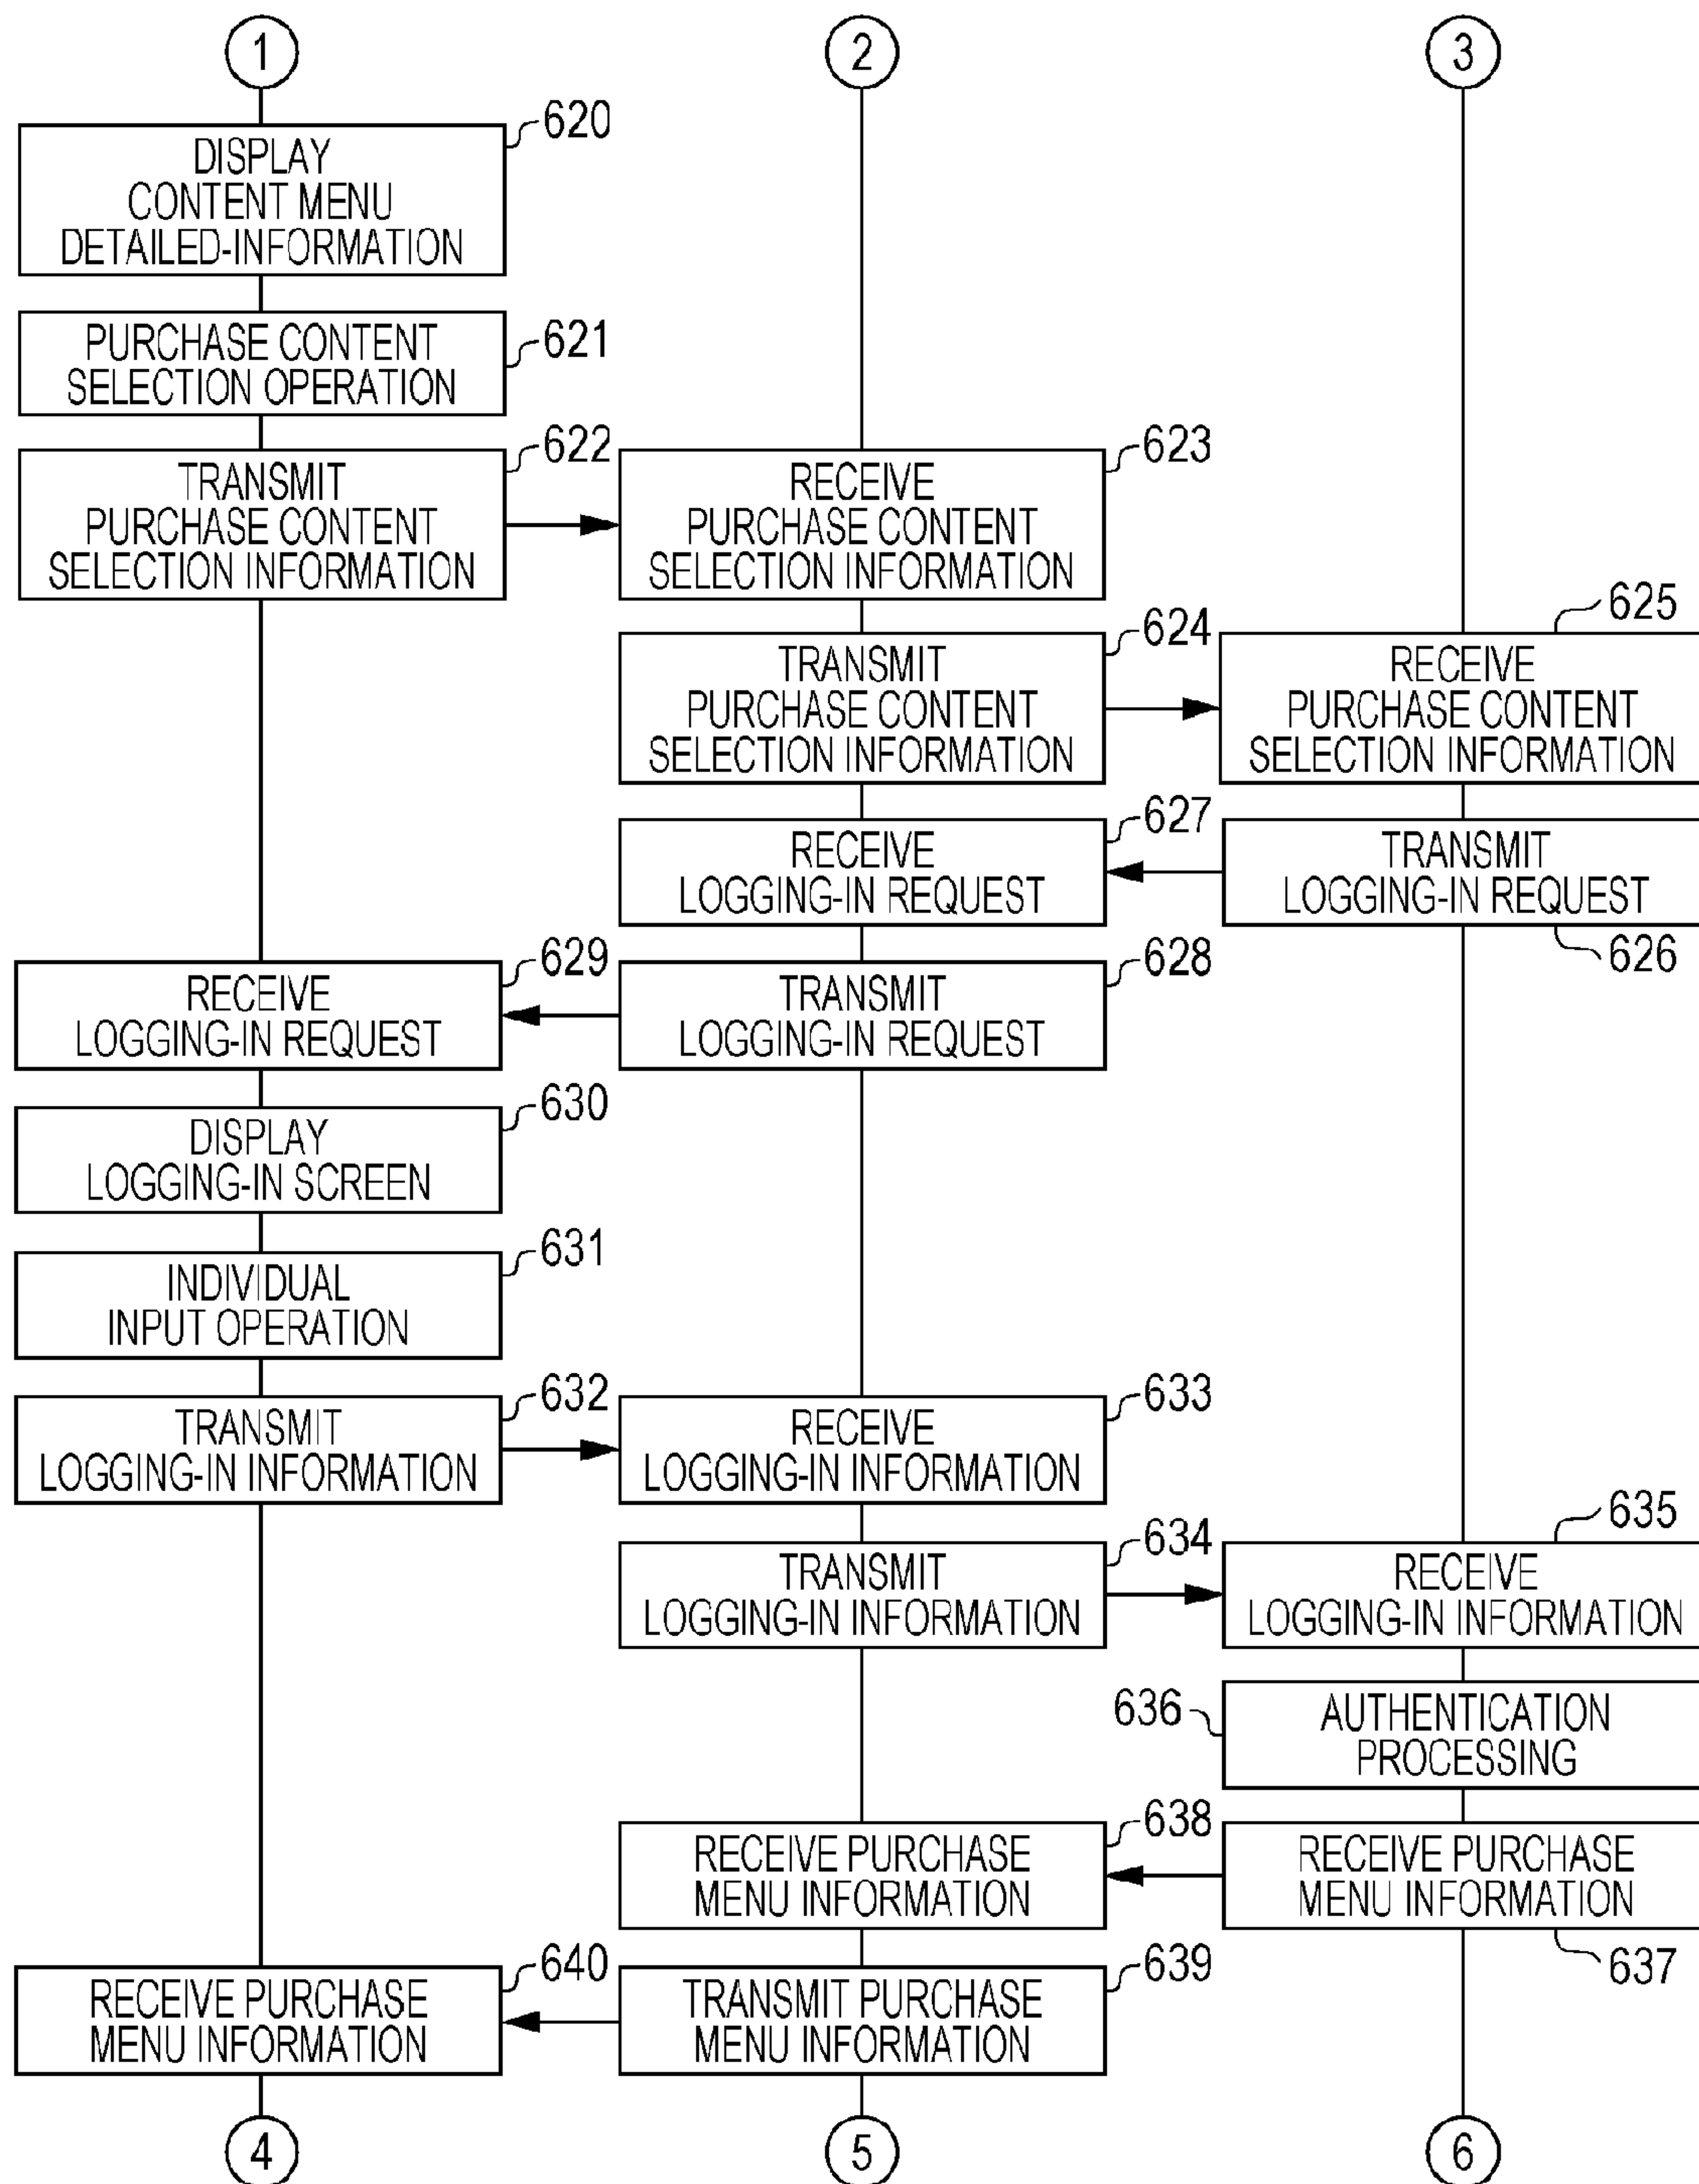 1
2
3
620
DISPLAY
CONTENT MENU
DETAILED-INFORMATION
621
PURCHASE CONTENT
SELECTION OPERATION
622
TRANSMIT
PURCHASE CONTENT
SELECTION INFORMATION
623
RECEIVE
PURCHASE CONTENT
SELECTION INFORMATION
624
TRANSMIT
PURCHASE CONTENT
SELECTION INFORMATION
625
RECEIVE
PURCHASE CONTENT
SELECTION INFORMATION
627
RECEIVE
LOGGING-IN REQUEST
TRANSMIT
LOGGING-IN REQUEST
626
629
RECEIVE
LOGGING-IN REQUEST
628
TRANSMIT
LOGGING-IN REQUEST
630
DISPLAY
LOGGING-IN SCREEN
631
INDIVIDUAL
INPUT OPERATION
632
TRANSMIT
LOGGING-IN INFORMATION
633
RECEIVE
LOGGING-IN INFORMATION
634
TRANSMIT
LOGGING-IN INFORMATION
635
RECEIVE
LOGGING-IN INFORMATION
636
AUTHENTICATION
PROCESSING
638
RECEIVE PURCHASE
MENU INFORMATION
RECEIVE PURCHASE
MENU INFORMATION
637
640
RECEIVE PURCHASE
MENU INFORMATION
639
TRANSMIT PURCHASE
MENU INFORMATION
4
5
6